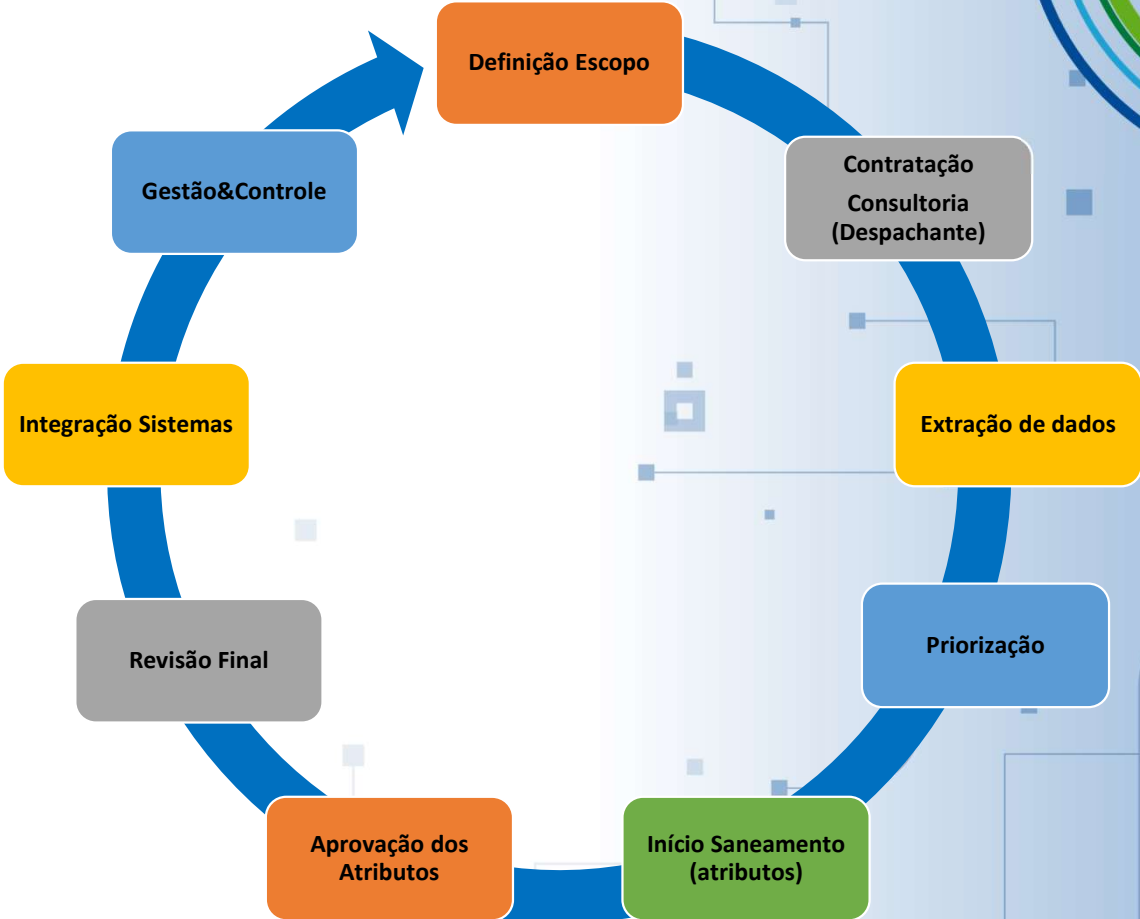 Definição Escopo
Contratação
Consultoria
(Despachante)
Extração de dados
Priorização
Início Saneamento
(atributos)
Aprovação dos
Atributos
Revisão Final
Integração Sistemas
Gestão&Controle